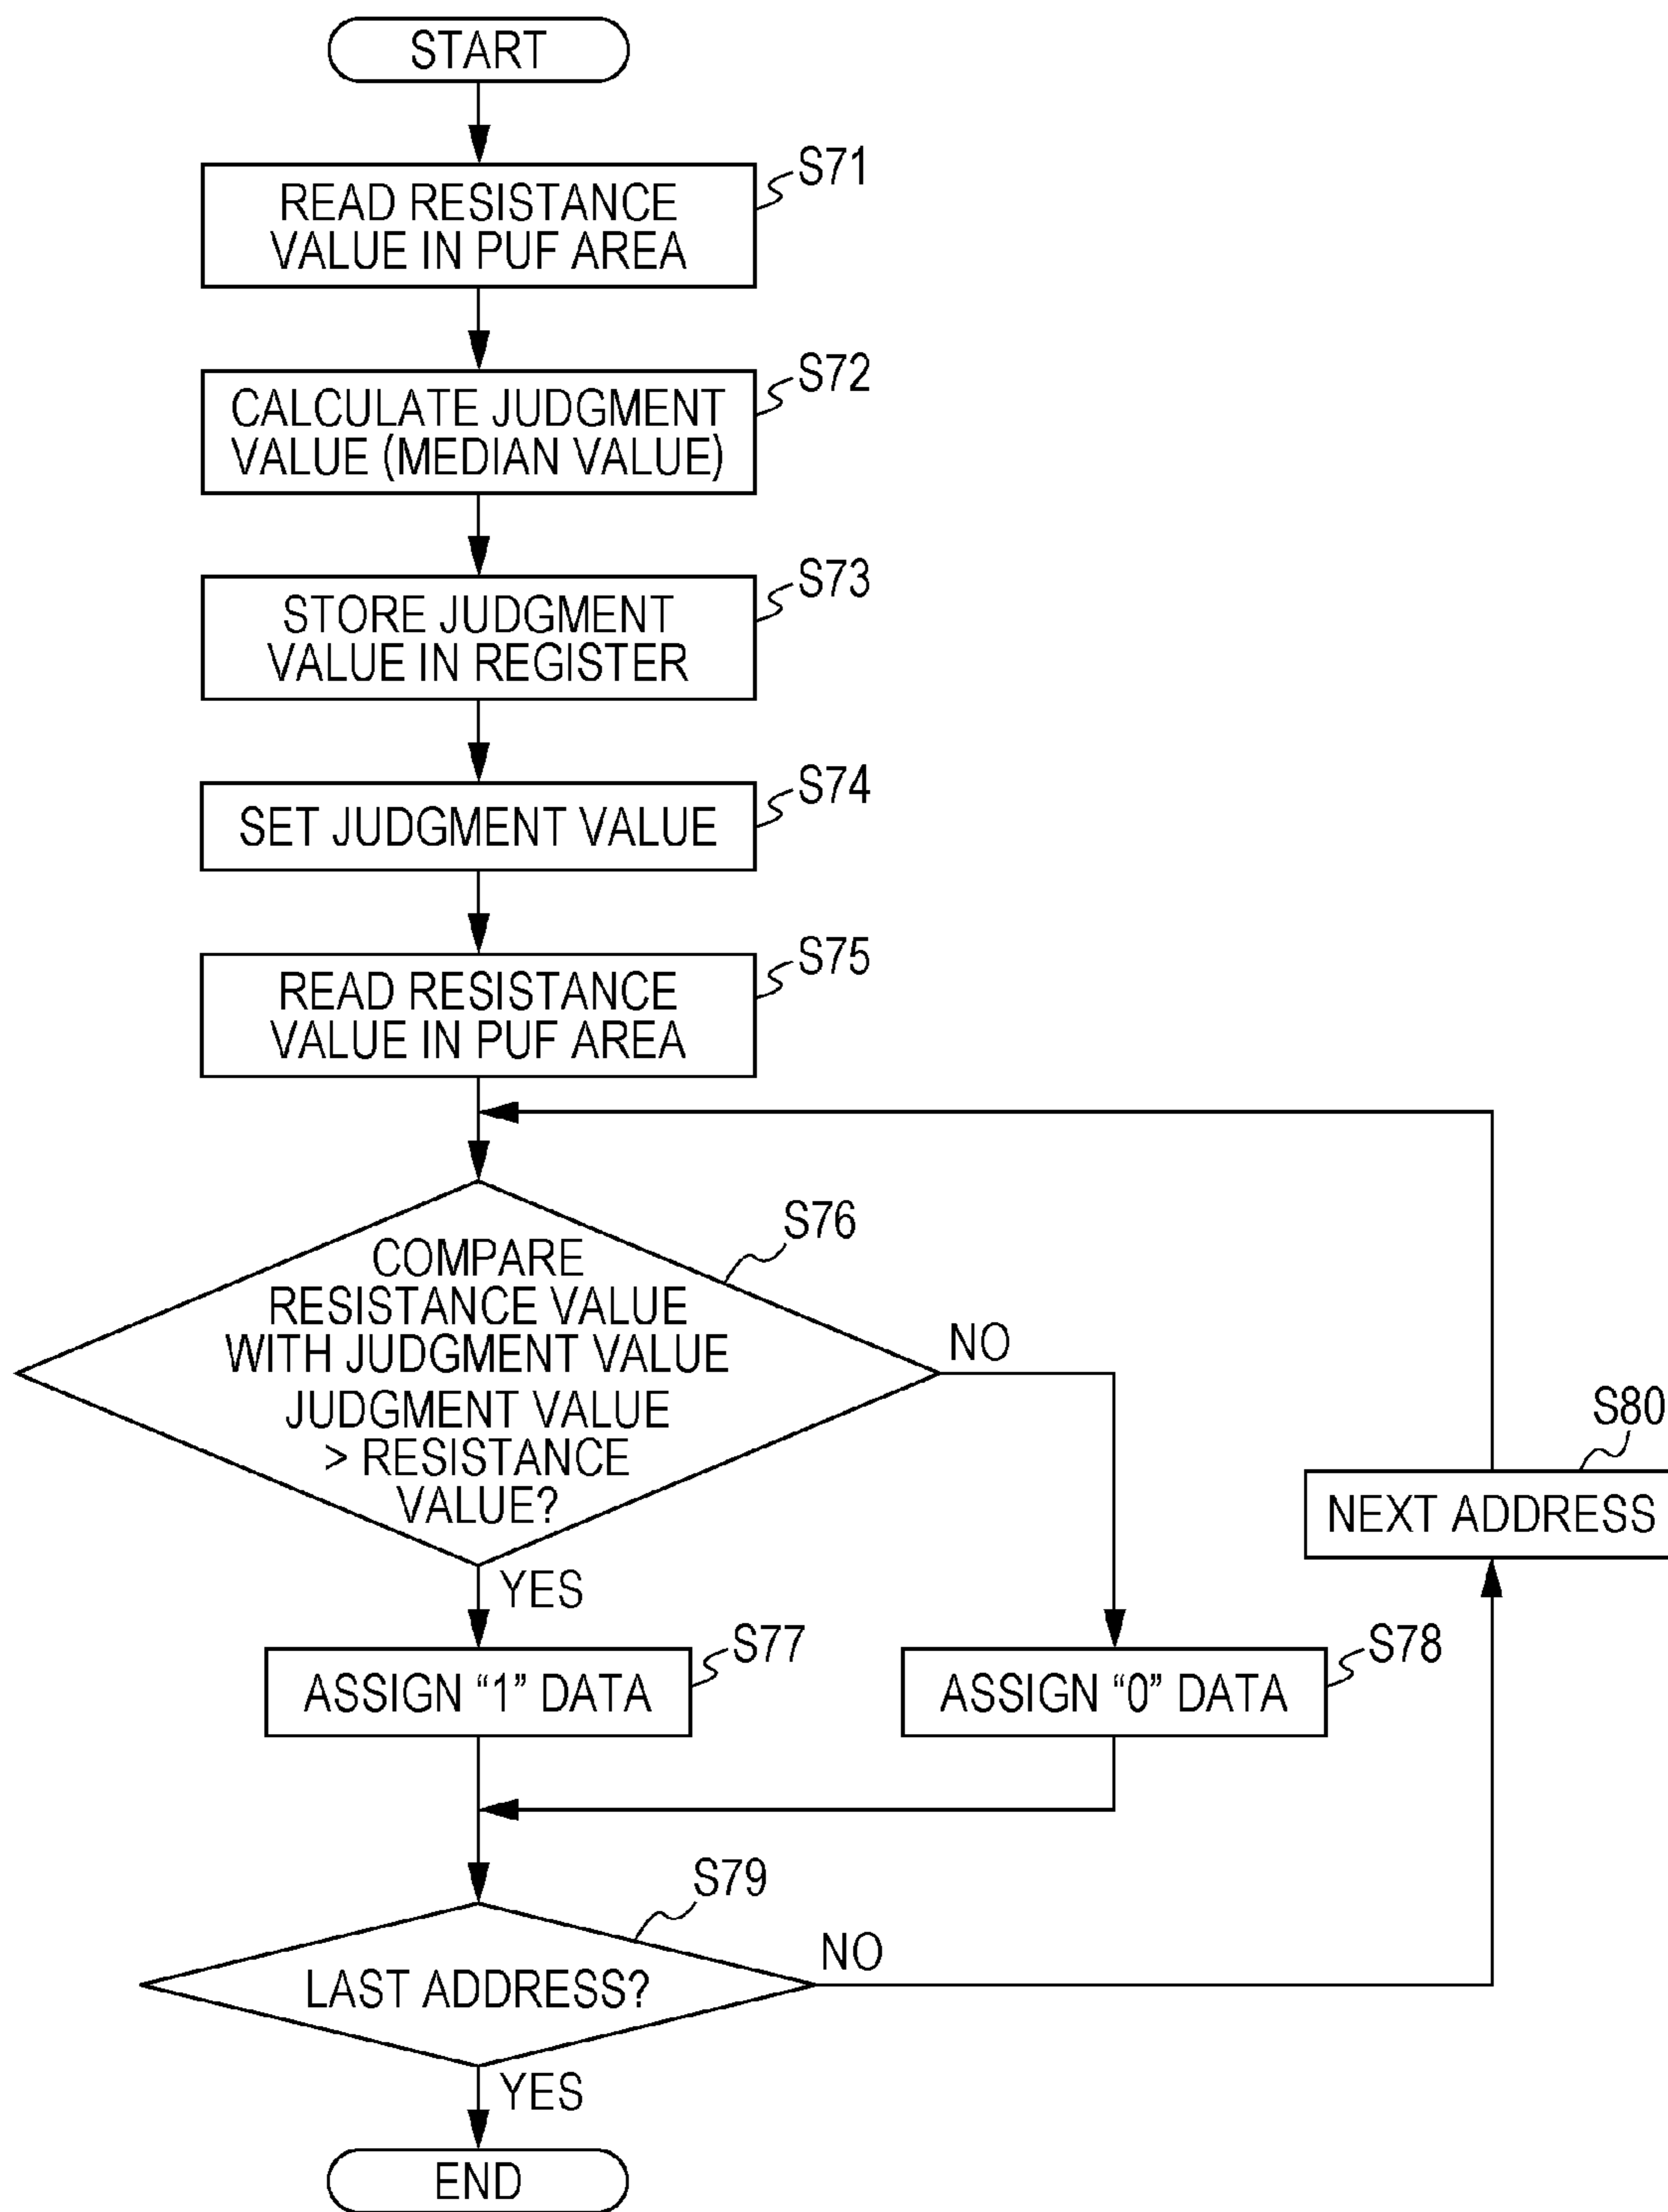 START
S71
READ RESISTANCE
VALUE IN PUF AREA
S72
CALCULATE JUDGMENT
VALUE (MEDIAN VALUE)
S73
STORE JUDGMENT
VALUE IN REGISTER
S74
SET JUDGMENT VALUE
S75
READ RESISTANCE
VALUE IN PUF AREA
S76
COMPARE
RESISTANCE VALUE
WITH JUDGMENT VALUE
JUDGMENT VALUE
> RESISTANCE
VALUE?
NO
YES
S80
NEXT ADDRESS
S77
ASSIGN “1” DATA
S78
ASSIGN “0” DATA
S79
LAST ADDRESS?
NO
YES
END